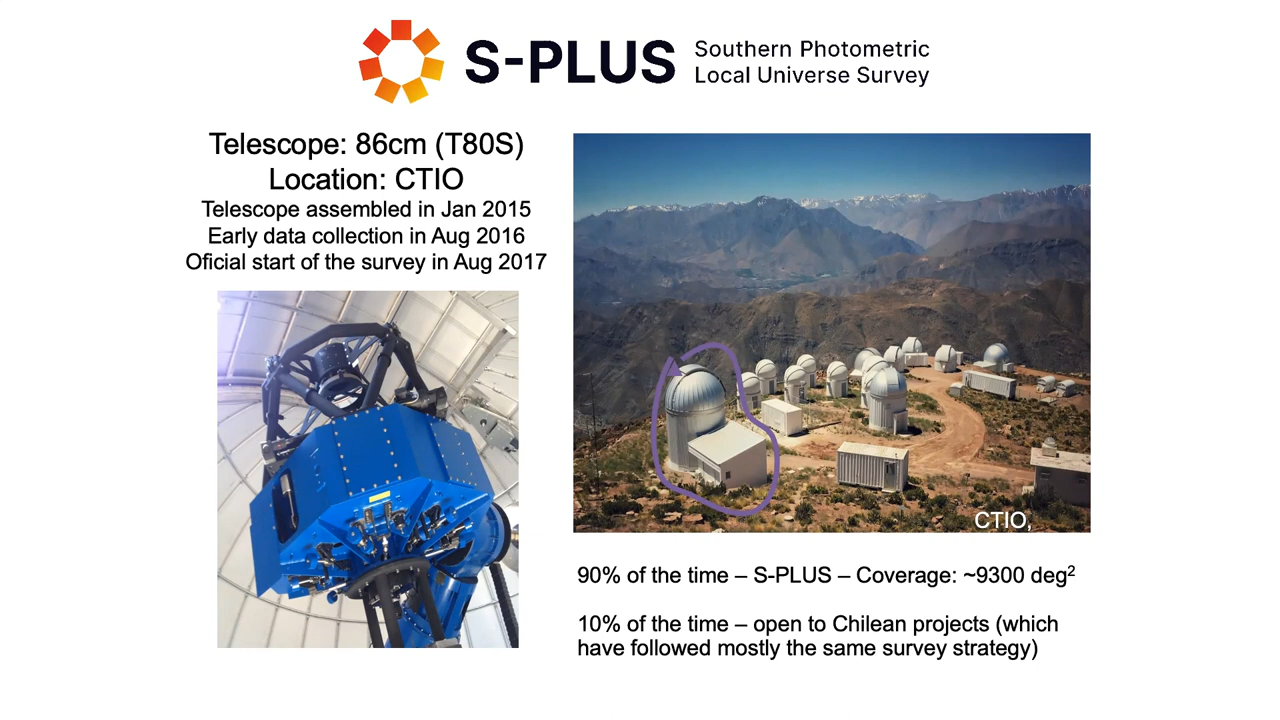 S-PLUS
Southern Photometric
Local Universe Survey
Telescope: 86cm (T80S)
Location: CTIO
Telescope assembled in Jan 2015
Early data collection in Aug 2016
Oficial start of the survey in Aug 2017
CTIO,
90% of the time – S-PLUS – Coverage: ~9300 deg²
10% of the time – open to Chilean projects (which
have followed mostly the same survey strategy)